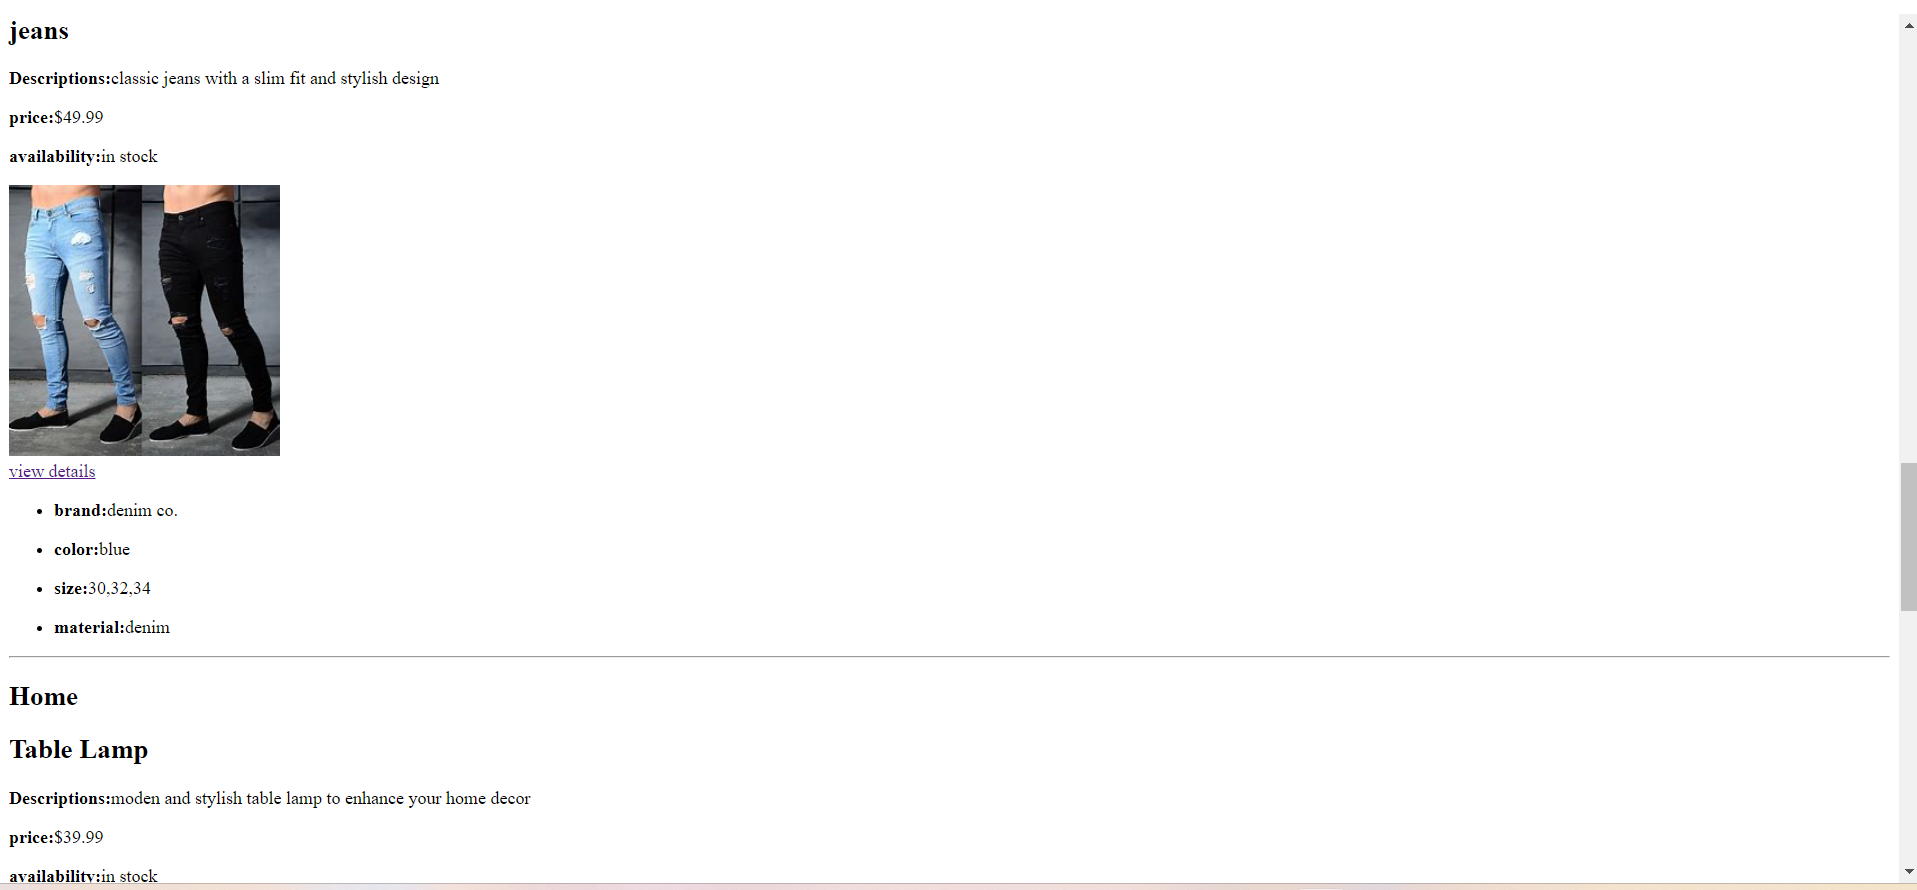 jeans
Descriptions:classic jeans with a slim fit and stylish design
price:$49.99
availability:in stock
view details
brand:denim co.
color:blue
size:30,32,34
material:denim
Home
Table Lamp
Descriptions:moden and stylish table lamp to enhance your home decor
price:$39.99
availability:in stock